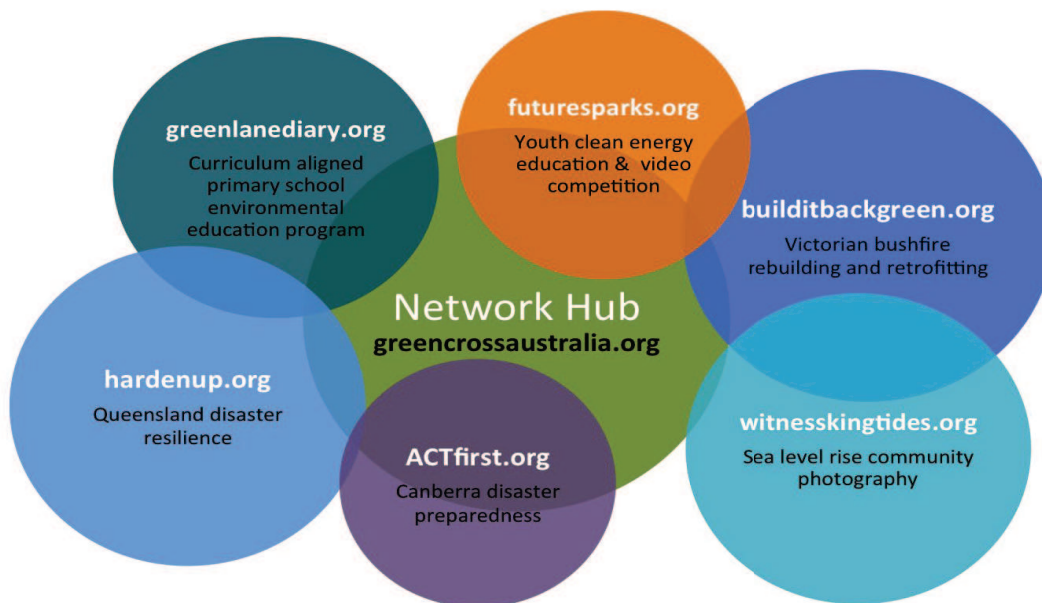 greenlanediary.org
Curriculum aligned
primary school
environmental
education program
futuresparks.org
Youth clean energy
education & video
competition
builditbackgreen.org
Victorian bushfire
rebuilding and retrofitting
Network Hub
greencrossaustralia.org
hardenup.org
Queensland disaster
resilience
ACTfirst.org
Canberra disaster
preparedness
witnesskingtides.org
Sea level rise community
photography